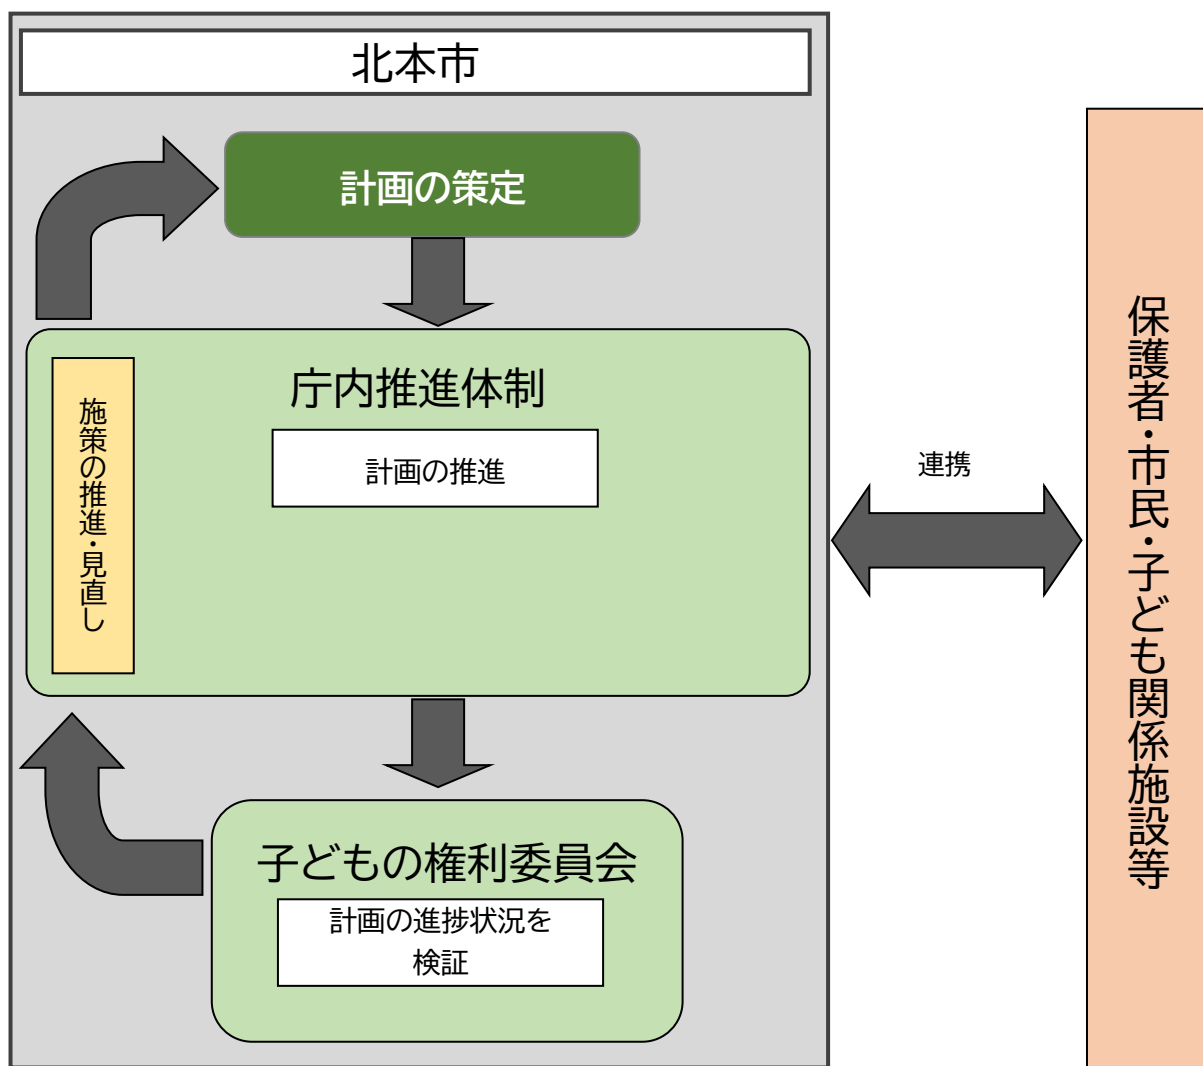 北本市
計画の策定
庁内推進体制
計画の推進
施策の推進・見直し
子どもの権利委員会
計画の進捗状況を
検証
連携
保護者・市民・子ども関係施設等